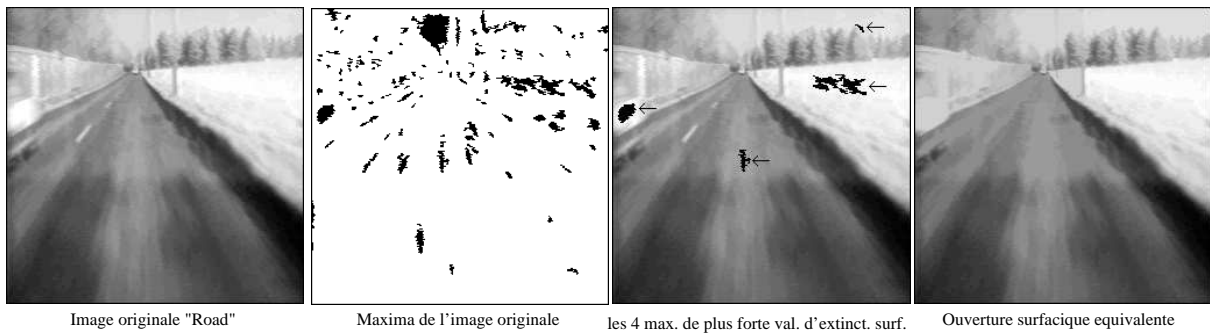 Image originale "Road"
Maxima de l'image originale
les 4 max. de plus forte val. d'extinct. surf.
Ouverture surfacique equivalente